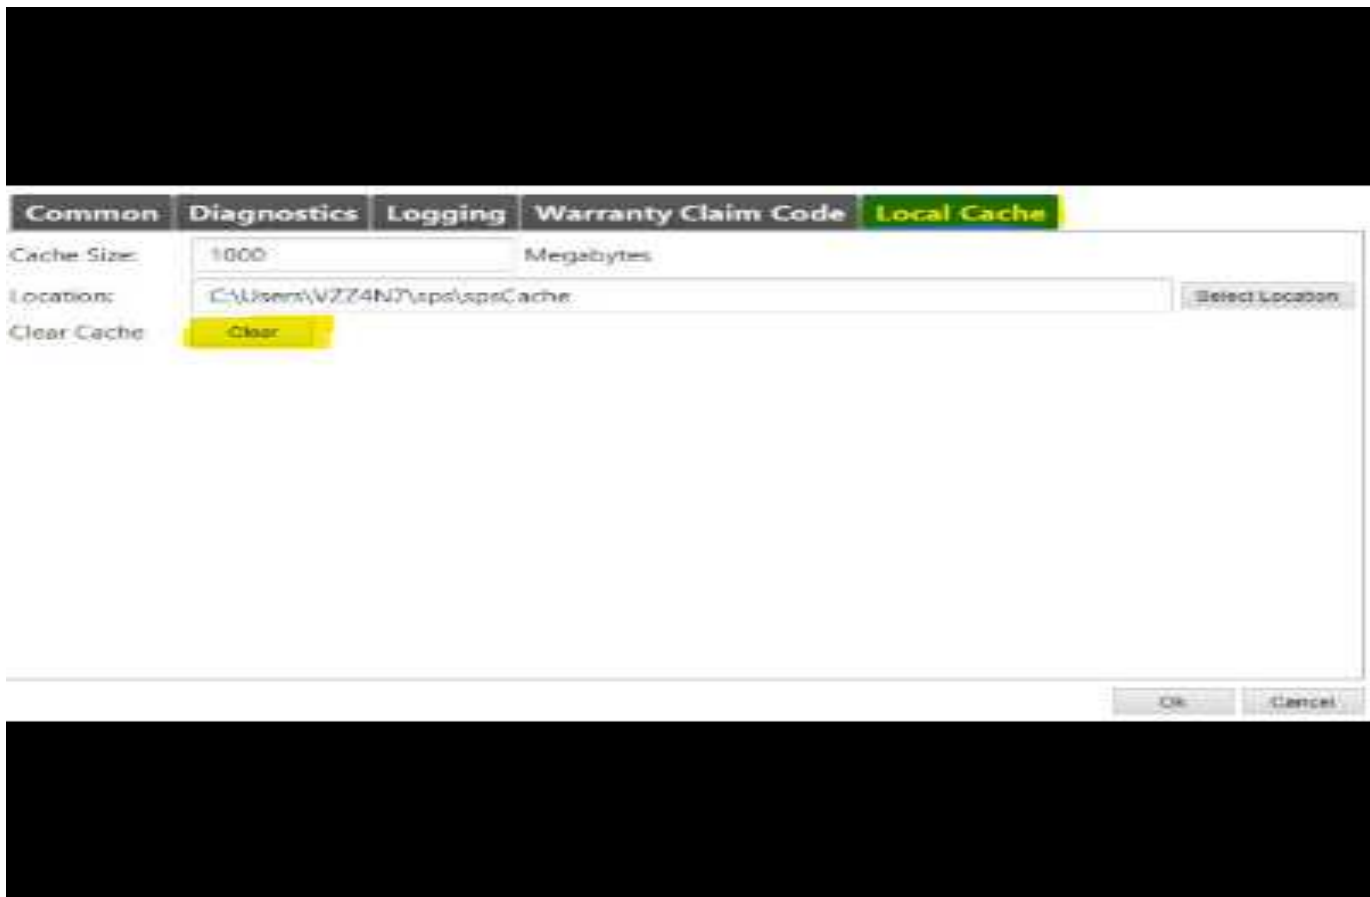 Common Diagnostics Logging Warranty Claim Code Local Cache
Cache Size: 1000 Megabytes
Location: C:\Users\VZZ4N7\sps\spsCache Select Location
Clear Cache Clear
Ok Cancel